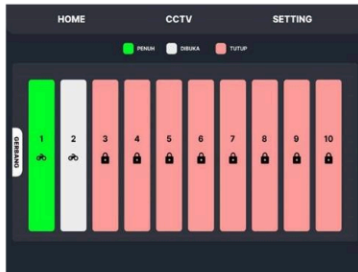 HOME CCTV SETTING
PENUH DIBUKA TUTUP
GERBANG
1 2 3 4 5 6 7 8 9 10